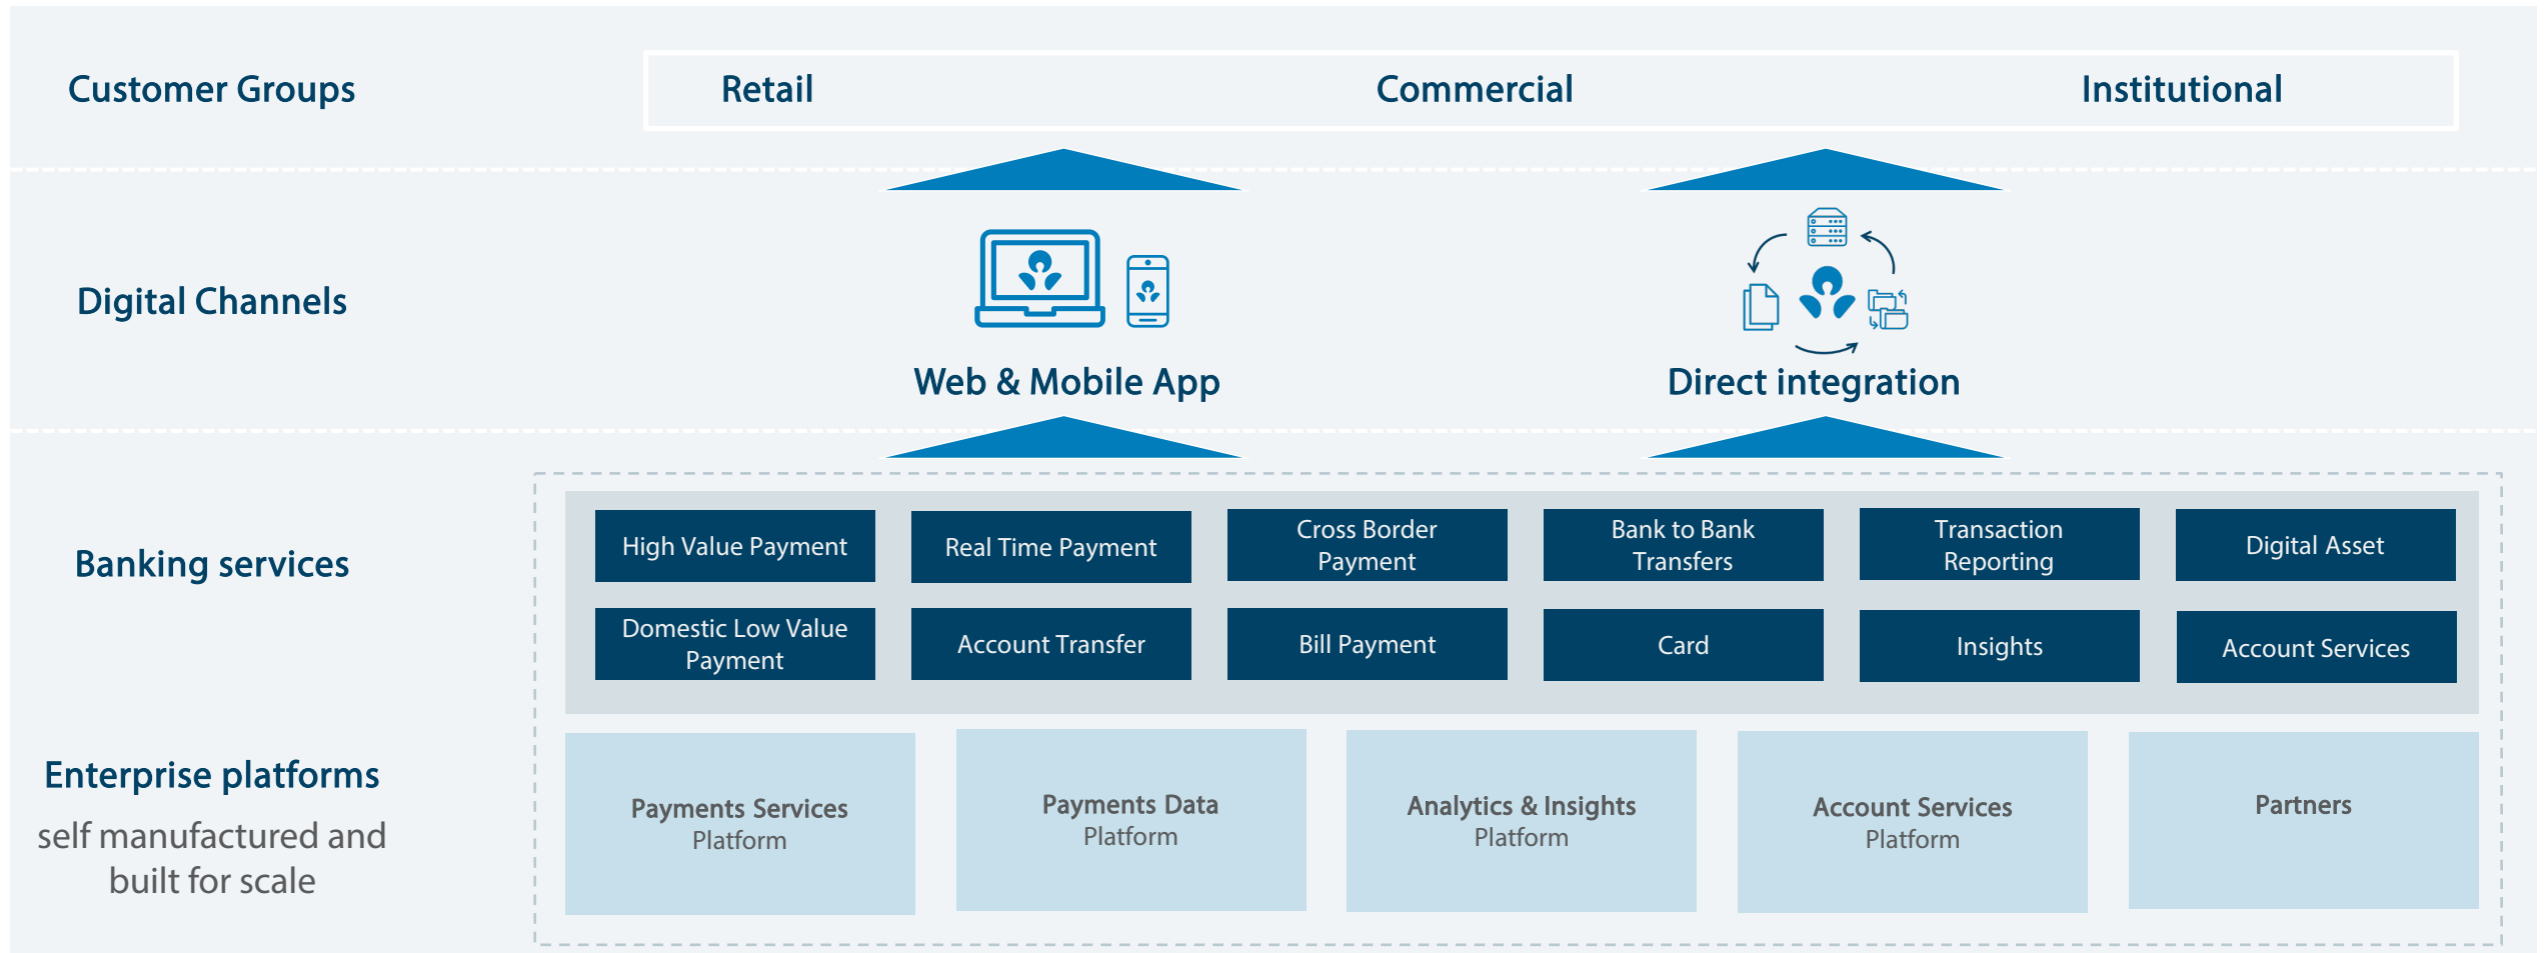 Customer Groups
Retail
Commercial
Institutional
Digital Channels
Web & Mobile App
Direct integration
Banking services
High Value Payment
Real Time Payment
Cross Border
Payment
Bank to Bank
Transfers
Transaction
Reporting
Digital Asset
Domestic Low Value
Payment
Account Transfer
Bill Payment
Card
Insights
Account Services
Enterprise platforms
self manufactured and
built for scale
Payments Services
Platform
Payments Data
Platform
Analytics & Insights
Platform
Account Services
Platform
Partners